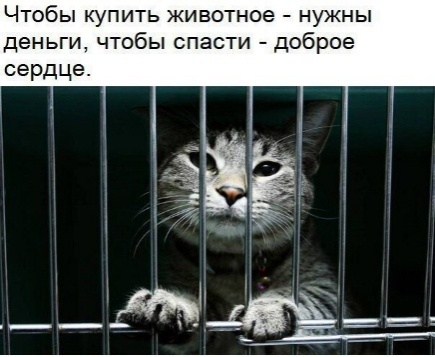 Чтобы купить животное - нужны
деньги, чтобы спасти - доброе
сердце.